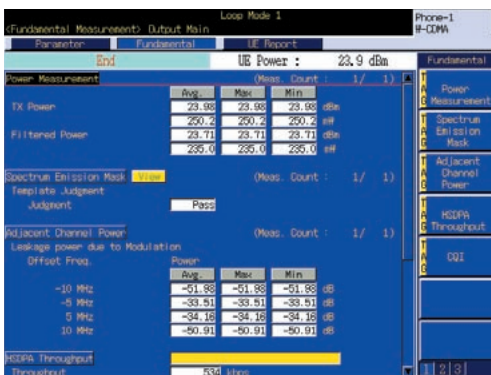 Loop Mode 1
Phone-1
<Fundamental Measurement> Output Main
W-CDMA
Parameter Fundamental UE Report
End UE Power : 23.9 dBm Fundamental
Power Measurement (Meas. Count : 1/ 1)
Avg. Max Min
TX Power 23.98 23.98 23.98 dBm
250.2 250.2 250.2 mW
Filtered Power 23.71 23.71 23.71 dBm
235.0 235.0 235.0 mW
Spectrum Emission Mask View (Meas. Count : 1/ 1)
Template Judgment
Judgment Pass
Adjacent Channel Power (Meas. Count : 1/ 1)
Leakage power due to Modulation
Offset Freq. Power
Avg. Max Min
-10 MHz -51.98 -51.98 -51.98 dB
-5 MHz -33.51 -33.51 -33.51 dB
5 MHz -34.16 -34.16 -34.16 dB
10 MHz -50.91 -50.91 -50.91 dB
HSDPA Throughput
Throughput 534 kbps
TAG Power Measurement
TAG Spectrum Emission Mask
TAG Adjacent Channel Power
TAG HSDPA Throughput
TAG CQI
1 2 3